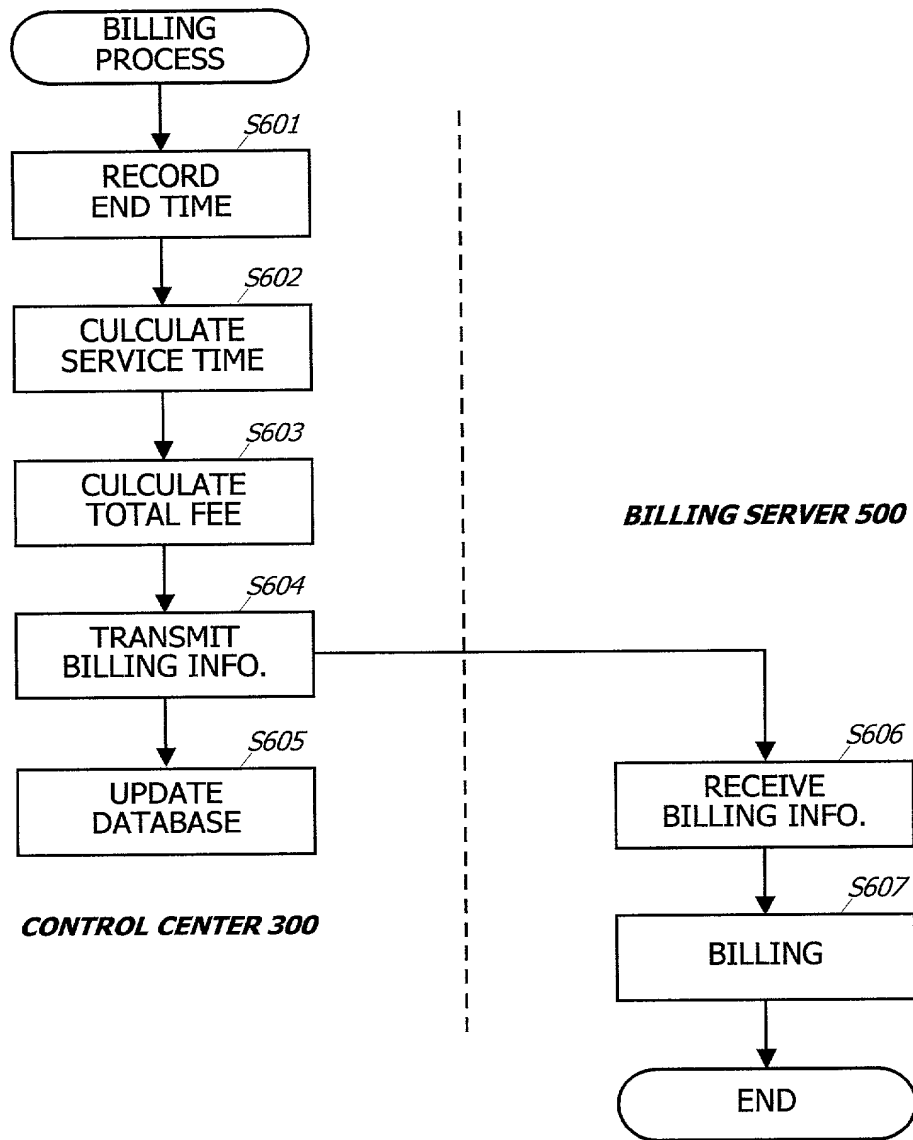 BILLING
PROCESS
S601
RECORD
END TIME
S602
CULCULATE
SERVICE TIME
S603
CULCULATE
TOTAL FEE
BILLING SERVER 500
S604
TRANSMIT
BILLING INFO.
S605
UPDATE
DATABASE
S606
RECEIVE
BILLING INFO.
CONTROL CENTER 300
S607
BILLING
END